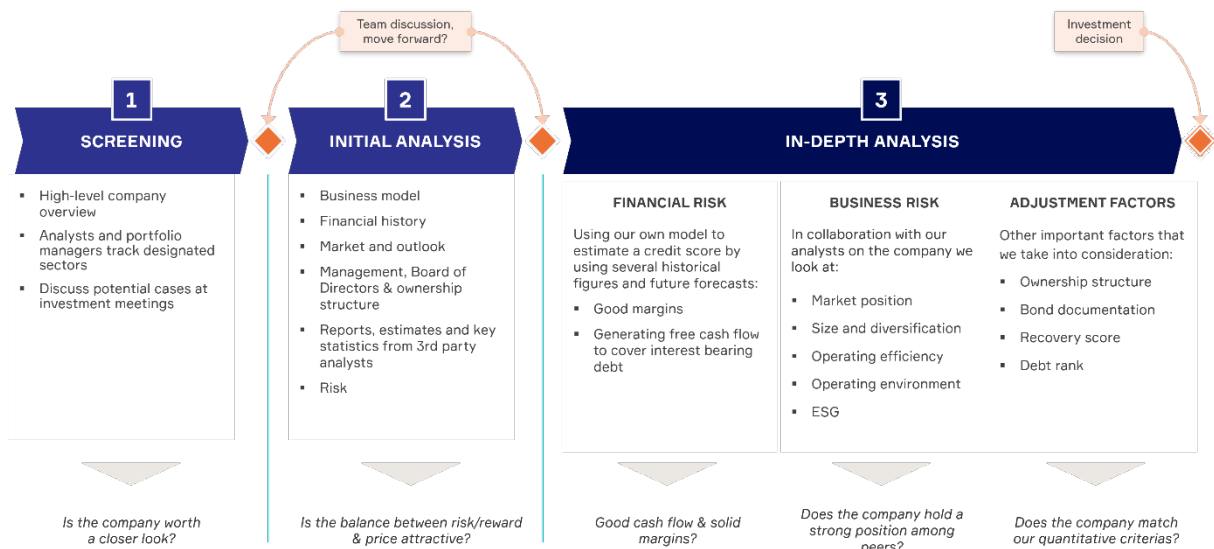 Team discussion,
move forward?
Investment
decision
1
SCREENING
2
INITIAL ANALYSIS
3
IN-DEPTH ANALYSIS
▪ High-level company
overview
▪ Analysts and portfolio
managers track designated
sectors
▪ Discuss potential cases at
investment meetings
Is the company worth
a closer look?
▪ Business model
▪ Financial history
▪ Market and outlook
▪ Management, Board of
Directors & ownership
structure
▪ Reports, estimates and key
statistics from 3rd party
analysts
▪ Risk
Is the balance between risk/reward
& price attractive?
FINANCIAL RISK
Using our own model to
estimate a credit score by
using several historical
figures and future forecasts:
▪ Good margins
▪ Generating free cash flow
to cover interest bearing
debt
Good cash flow & solid
margins?
BUSINESS RISK
In collaboration with our
analysts on the company we
look at:
▪ Market position
▪ Size and diversification
▪ Operating efficiency
▪ Operating environment
▪ ESG
Does the company hold a
strong position among
peers?
ADJUSTMENT FACTORS
Other important factors that
we take into consideration:
▪ Ownership structure
▪ Bond documentation
▪ Recovery score
▪ Debt rank
Does the company match
our quantitative criterias?